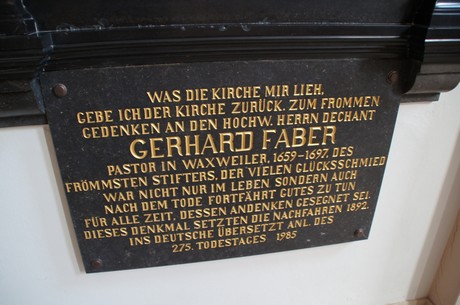 WAS DIE KIRCHE MIR LIEH,
GEBE ICH DER KIRCHE ZURÜCK. ZUM FROMMEN
GEDENKEN AN DEN HOCHW. HERRN DECHANT
GERHARD FABER
PASTOR IN WAXWEILER, 1659-1697, DES
FRÖMMSTEN STIFTERS, DER VIELEN GLÜCKSSCHMIED
WAR NICHT NUR IM LEBEN SONDERN AUCH
NACH DEM TODE FORTFÄHRT GUTES ZU TUN
FÜR ALLE ZEIT, DESSEN ANDENKEN GESEGNET SEI.
DIESES DENKMAL SETZTEN DIE NACHFAHREN 1892.
INS DEUTSCHE ÜBERSETZT ANL. DES
275. TODESTAGES 1985